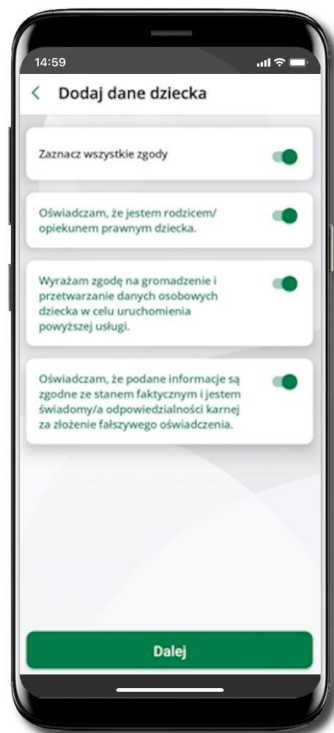 14:59
Dodaj dane dziecka
Zaznacz wszystkie zgody
Oświadczam, że jestem rodzicem/
opiekunem prawnym dziecka.
Wyrażam zgodę na gromadzenie i
przetwarzanie danych osobowych
dziecka w celu uruchomienia
powyższej usługi.
Oświadczam, że podane informacje są
zgodne ze stanem faktycznym i jestem
świadomy/a odpowiedzialności karnej
za złożenie fałszywego oświadczenia.
Dalej